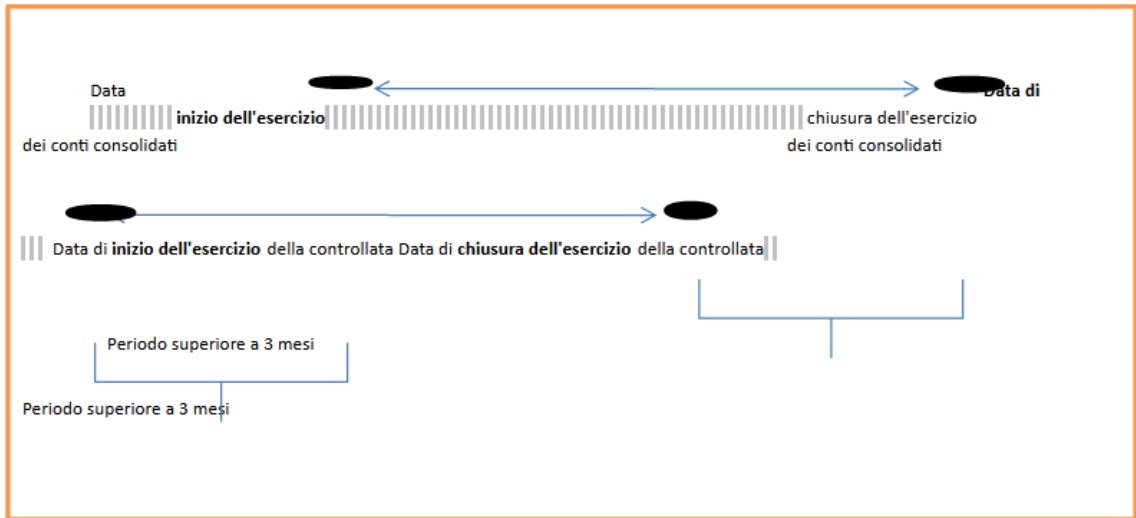 Data
Data di
inizio dell'esercizio chiusura dell'esercizio
dei conti consolidati dei conti consolidati
Data di inizio dell'esercizio della controllata Data di chiusura dell'esercizio della controllata
Periodo superiore a 3 mesi
Periodo superiore a 3 mesi